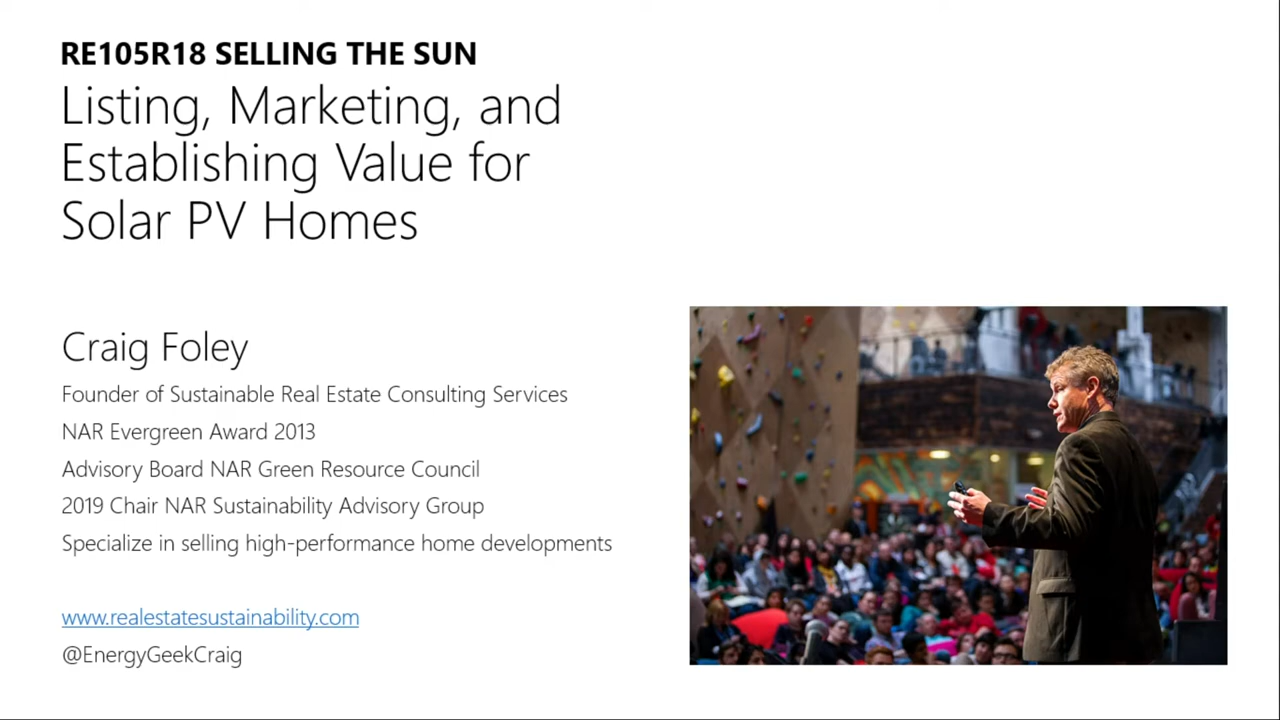 RE105R18 SELLING THE SUN
Listing, Marketing, and
Establishing Value for
Solar PV Homes
Craig Foley
Founder of Sustainable Real Estate Consulting Services
NAR Evergreen Award 2013
Advisory Board NAR Green Resource Council
2019 Chair NAR Sustainability Advisory Group
Specialize in selling high-performance home developments
www.realestatesustainability.com
@EnergyGeekCraig